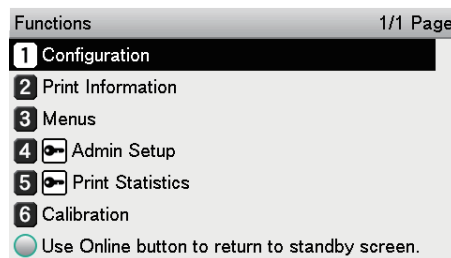 Functions 1/1 Page
1 Configuration
2 Print Information
3 Menus
4 Admin Setup
5 Print Statistics
6 Calibration
Use Online button to return to standby screen.